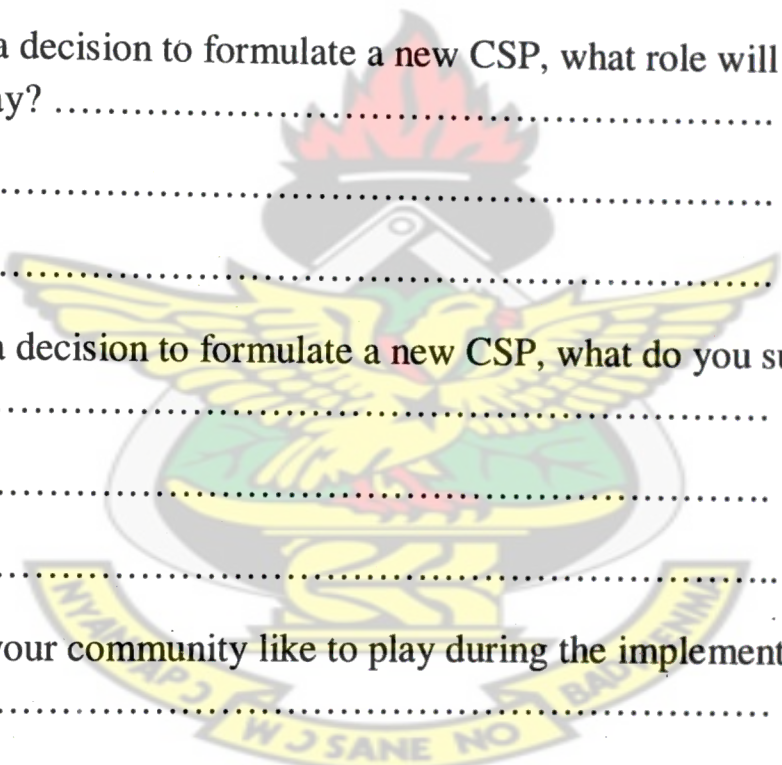 a decision to formulate a new CSP, what role will
ay? ........................................................
........................................................
........................................................
a decision to formulate a new CSP, what do you su
........................................................
........................................................
........................................................
your community like to play during the implement
........................................................
W Ɔ SANE NO